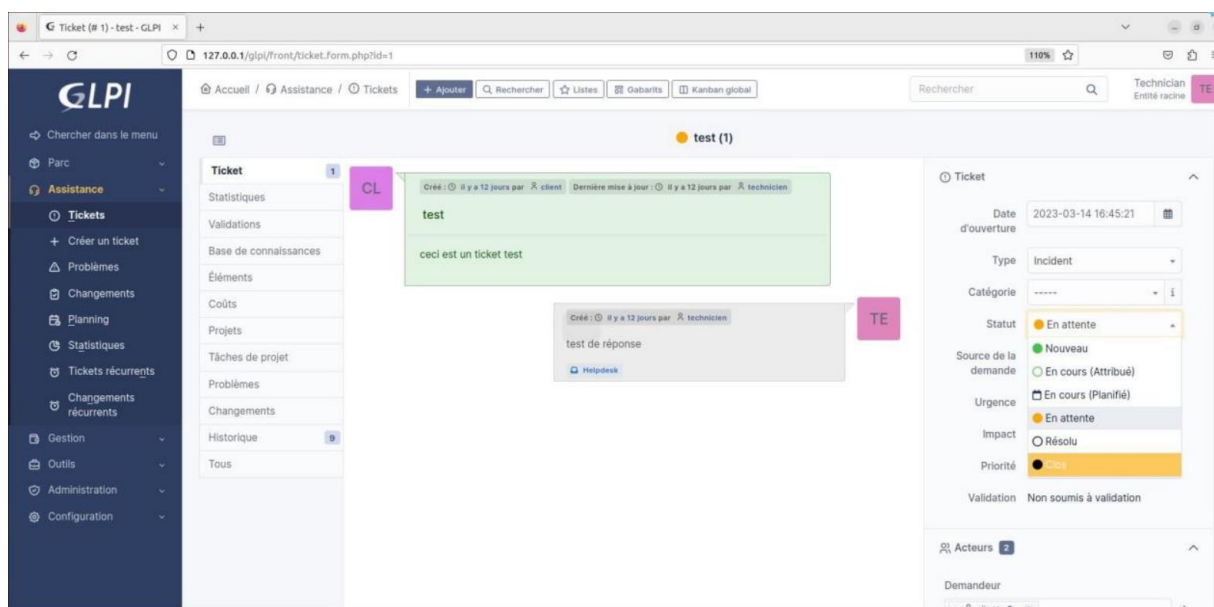 Ticket (# 1) - test - GLPI
127.0.0.1/glpi/front/ticket.form.php?id=1
110%
GLPI
Accueil / Assistance / Tickets
+ Ajouter
Rechercher
Listes
Gabarits
Kanban global
Rechercher
Technician
Entité racine
TE
Chercher dans le menu
Parc
Assistance
Tickets
+ Créer un ticket
Problèmes
Changements
Planning
Statistiques
Tickets récurrents
Changements
récurrents
Gestion
Outils
Administration
Configuration
test (1)
Ticket 1
Statistiques
Validations
Base de connaissances
Éléments
Coûts
Projets
Tâches de projet
Problèmes
Changements
Historique 9
Tous
CL
Créé : il y a 12 jours par client Dernière mise à jour : il y a 12 jours par technicien
test
ceci est un ticket test
Créé : il y a 12 jours par technicien
test de réponse
Helpdesk
TE
Ticket
Date
d'ouverture
2023-03-14 16:45:21
Type
Incident
Catégorie
-----
i
Statut
En attente
Nouveau
En cours (Attribué)
En cours (Planifié)
En attente
Résolu
Clos
Source de la
demande
Urgence
Impact
Priorité
Validation Non soumis à validation
Acteurs 2
Demandeur